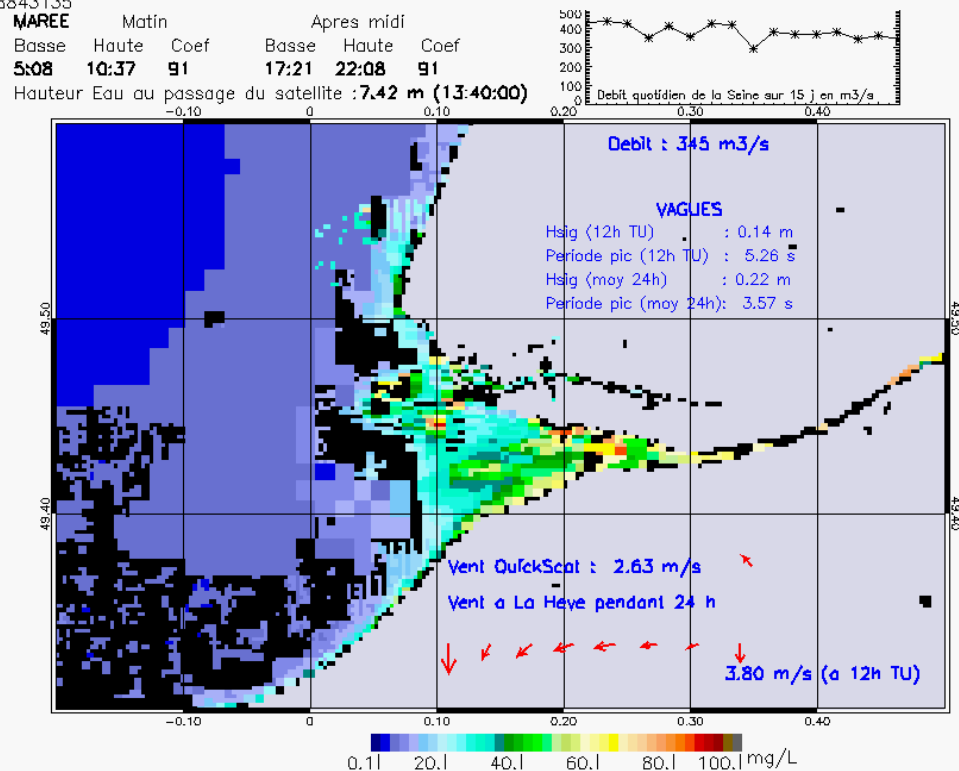 MAREE Matin Apres midi
Basse Haute Coef Basse Haute Coef
5:08 10:37 91 17:21 22:08 91
Hauteur Eau au passage du satellite : 7.42 m (13:40:00)
500
400
300
200
100
0
Debit quotidien de la Seine sur 15 j en m3/s
-0.10 0 0.10 0.20 0.30 0.40
Debit : 345 m3/s
VAGUES
Hsig (12h TU) : 0.14 m
Periode pic (12h TU) : 5.26 s
Hsig (moy 24h) : 0.22 m
Periode pic (moy 24h): 3.57 s
49.50 49.50
49.40 49.40
Vent QuickScat : 2.63 m/s
Vent a La Heve pendant 24 h
3.80 m/s (a 12h TU)
-0.10 0 0.10 0.20 0.30 0.40
0.1 20. 40. 60. 80. 100. mg/L